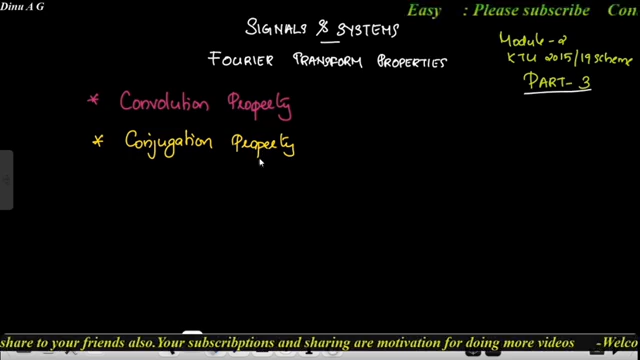 Dinu A G
Easy : Please subscribe Con
SIGNALS & SYSTEMS
FOURIER TRANSFORM PROPERTIES
Module-2
KTU 2015/19 scheme
PART-3
* Convolution Property
* Conjugation Property
share to your friends also.Your subscribptions and sharing are motivation for doing more videos -Welco